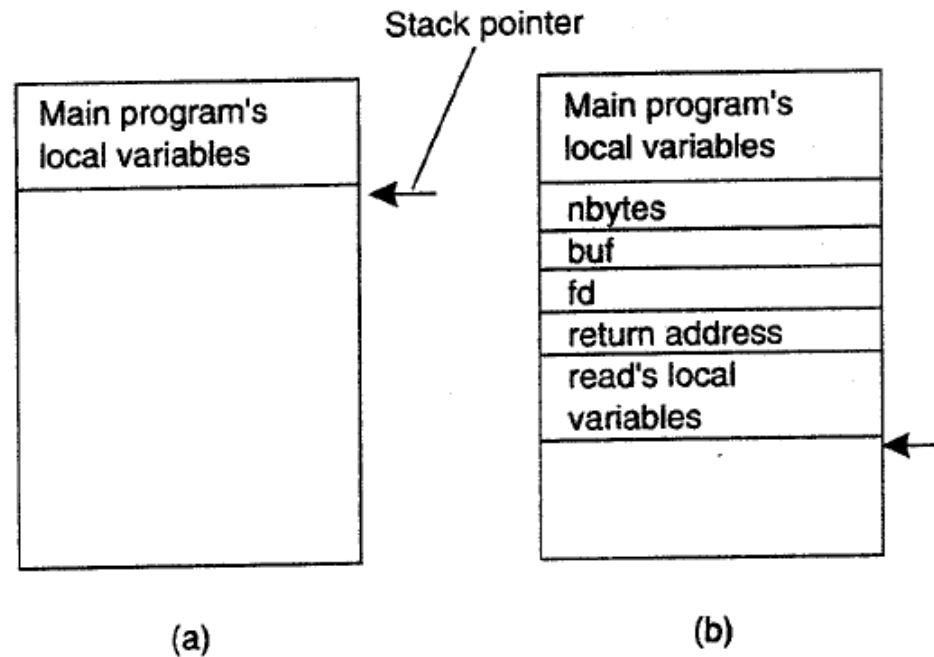 Stack pointer
Main program's
local variables
(a)
Main program's
local variables
nbytes
buf
fd
return address
read's local
variables
(b)